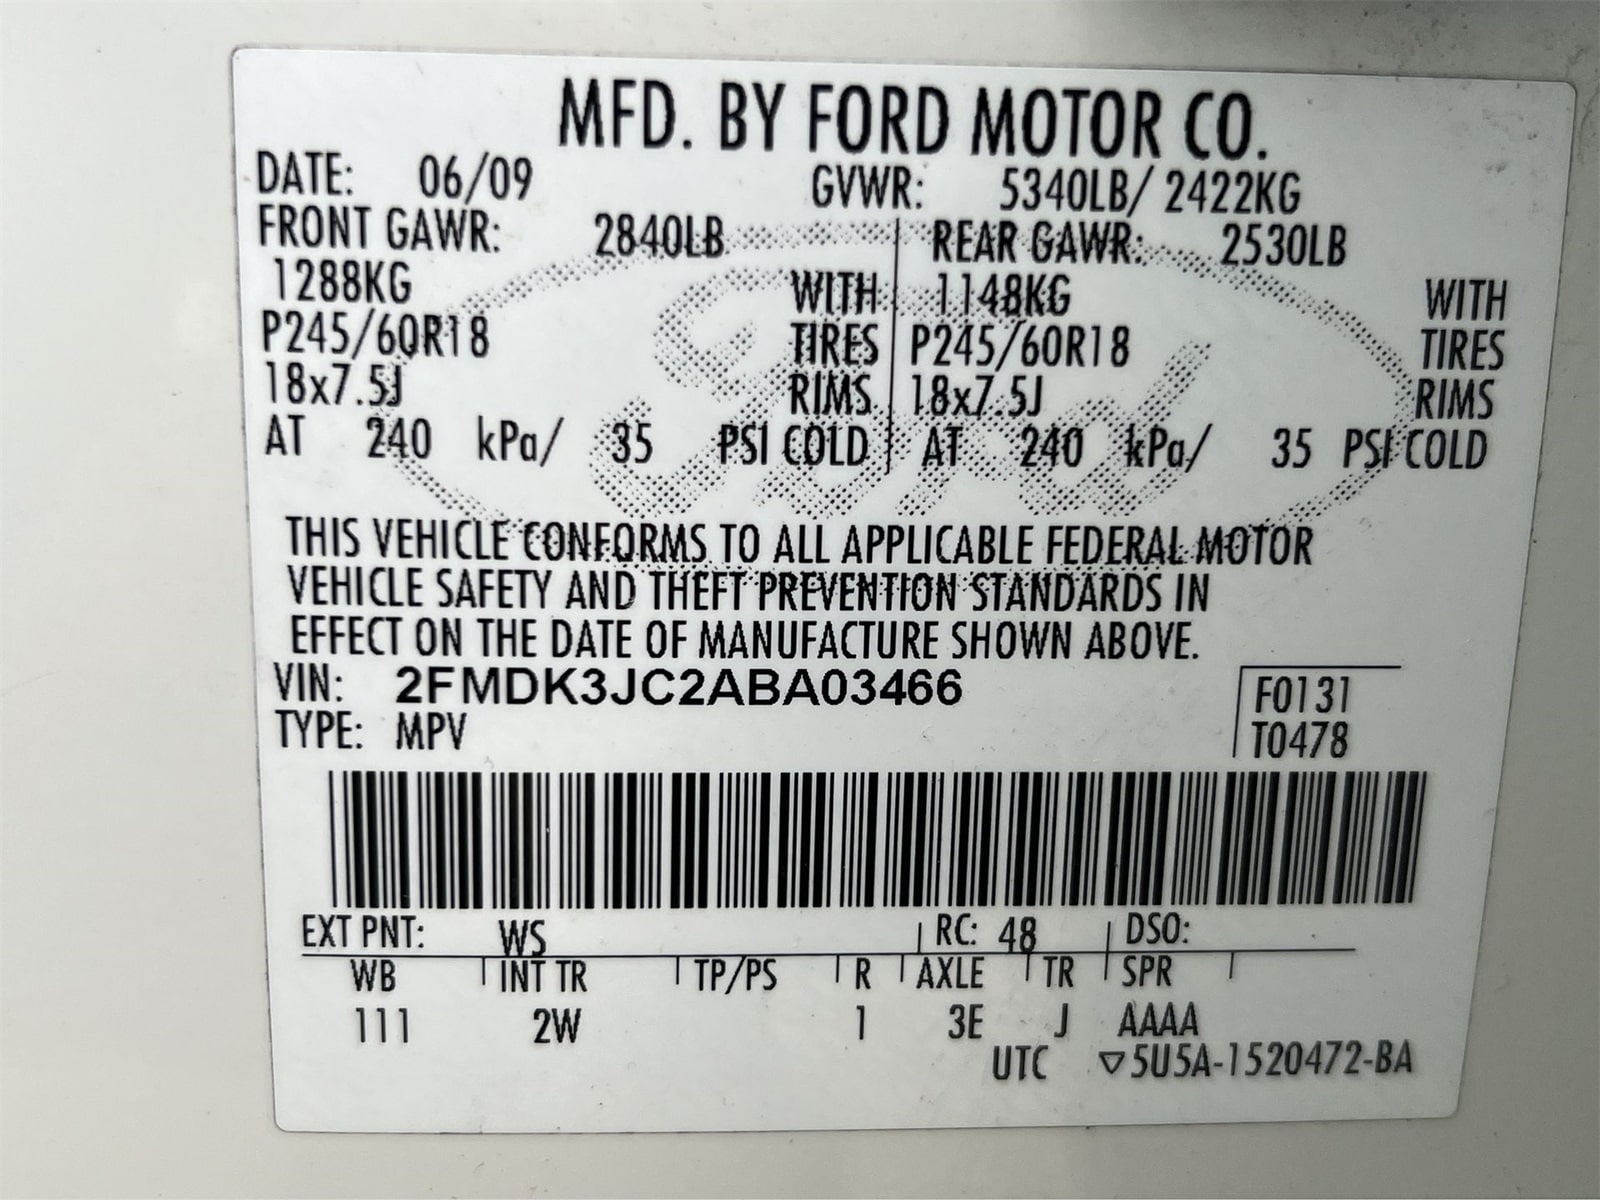 MFD. BY FORD MOTOR CO.
DATE: 06/09 GVWR: 5340LB/ 2422KG
FRONT GAWR: 2840LB REAR GAWR: 2530LB
1288KG WITH 1148KG WITH
P245/60R18 TIRES P245/60R18 TIRES
18x7.5J RIMS 18x7.5J RIMS
AT 240 kPa/ 35 PSI COLD AT 240 kPa/ 35 PSI COLD
Ford
THIS VEHICLE CONFORMS TO ALL APPLICABLE FEDERAL MOTOR
VEHICLE SAFETY AND THEFT PREVENTION STANDARDS IN
EFFECT ON THE DATE OF MANUFACTURE SHOWN ABOVE.
VIN: 2FMDK3JC2ABA03466 F0131
TYPE: MPV T0478
EXT PNT: WS RC: 48 DSO:
WB INT TR TP/PS R AXLE TR SPR
111 2W 1 3E J AAAA
UTC ▽5U5A-1520472-BA